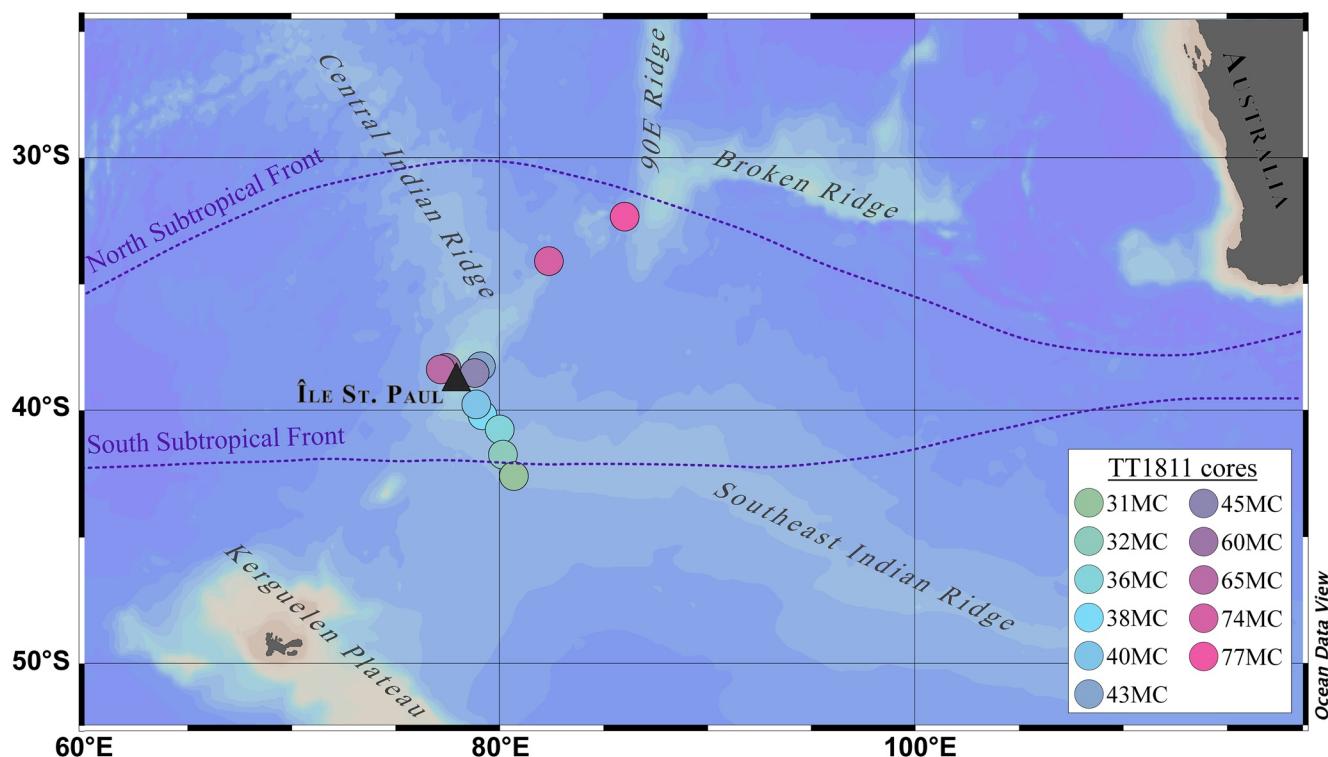 Central Indian Ridge
90E Ridge
AUSTRALIA
30°S
North Subtropical Front
Broken Ridge
ÎLE ST. PAUL
40°S
South Subtropical Front
Southeast Indian Ridge
Kerguelen Plateau
50°S
TT1811 cores
31MC
45MC
32MC
60MC
36MC
65MC
38MC
74MC
40MC
77MC
43MC
Ocean Data View
60°E
80°E
100°E